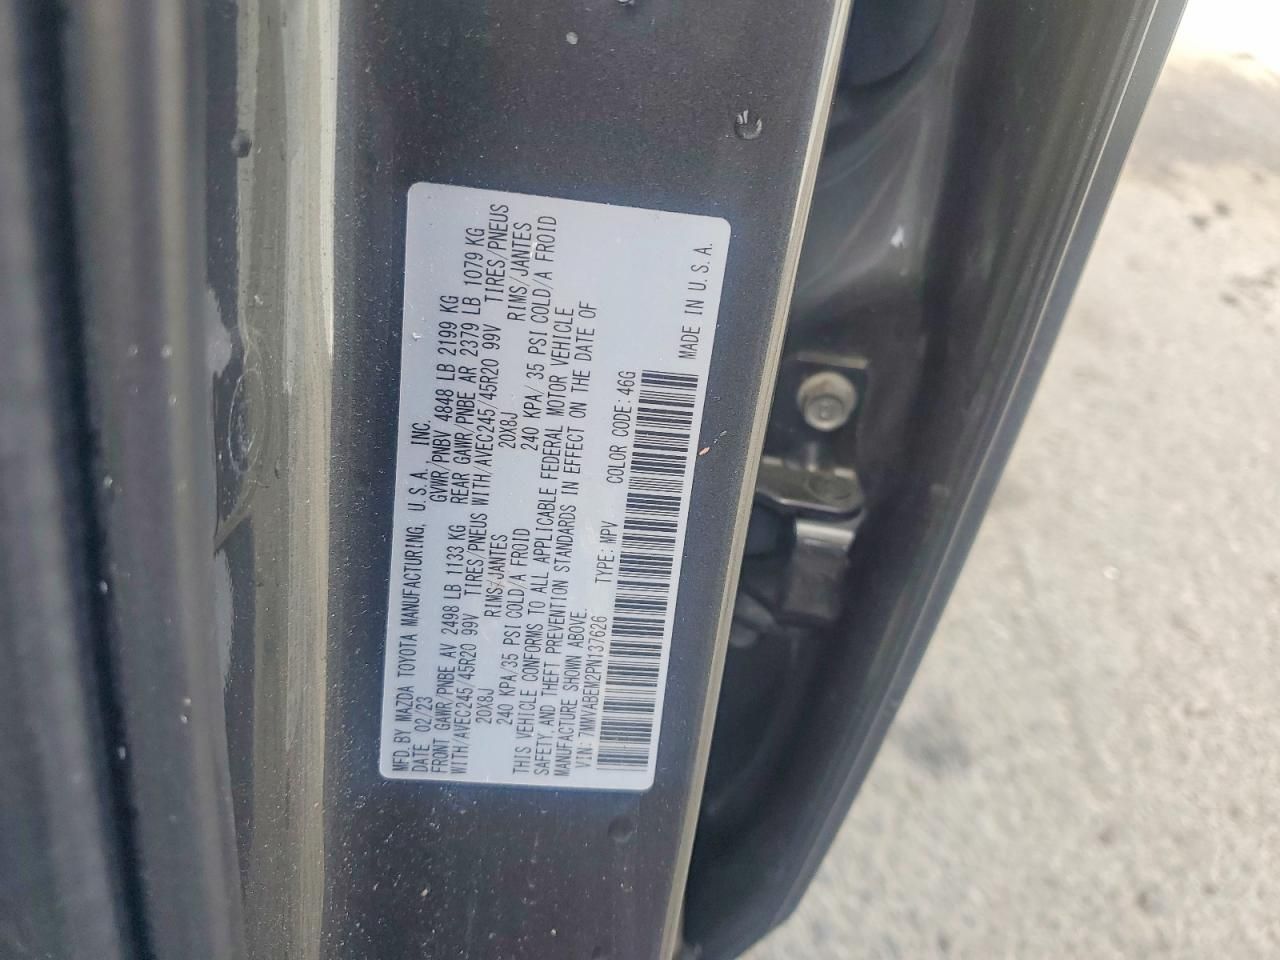 MFD. BY MAZDA TOYOTA MANUFACTURING, U.S.A. INC.
DATE 02/23 GVWR/PNBV 4848 LB 2199 KG
FRONT GAWR/PNBE AV 2498 LB 1133 KG REAR GAWR/PNBE AR 2379 LB 1079 KG
WITH/AVEC245/45R20 99V TIRES/PNEUS WITH/AVEC245/45R20 99V TIRES/PNEUS
20X8J RIMS/JANTES 20X8J RIMS/JANTES
240 KPA/35 PSI COLD/A FROID 240 KPA/ 35 PSI COLD/A FROID
THIS VEHICLE CONFORMS TO ALL APPLICABLE FEDERAL MOTOR VEHICLE
SAFETY,AND THEFT PREVENTION STANDARDS IN EFFECT ON THE DATE OF
MANUFACTURE SHOWN ABOVE.
VIN: 7MMVABEM2PN137626 TYPE: MPV COLOR CODE: 46G
MADE IN U.S.A.